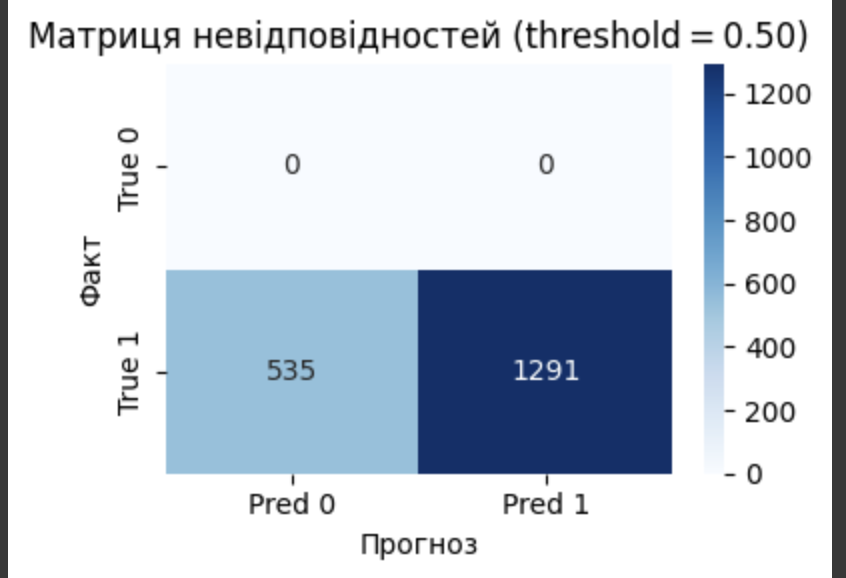 Матриця невідповідностей (threshold = 0.50)
True 0
0
0
True 1
535
1291
Факт
Pred 0
Pred 1
Прогноз
1200
1000
800
600
400
200
0